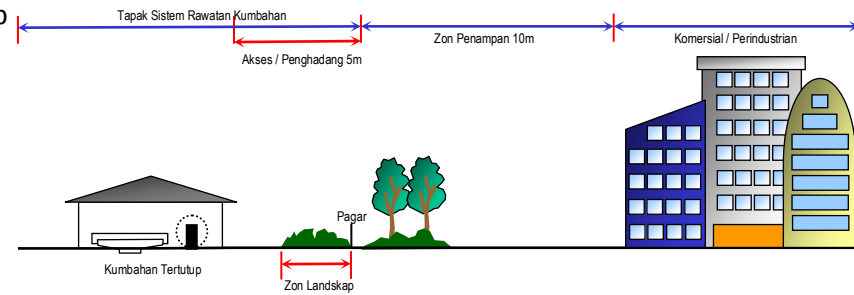 b
Tapak Sistem Rawatan Kumbahan
Zon Penampan 10m
Komersial / Perindustrian
Akses / Penghadang 5m
Pagar
Kumbahan Tertutup
Zon Landskap